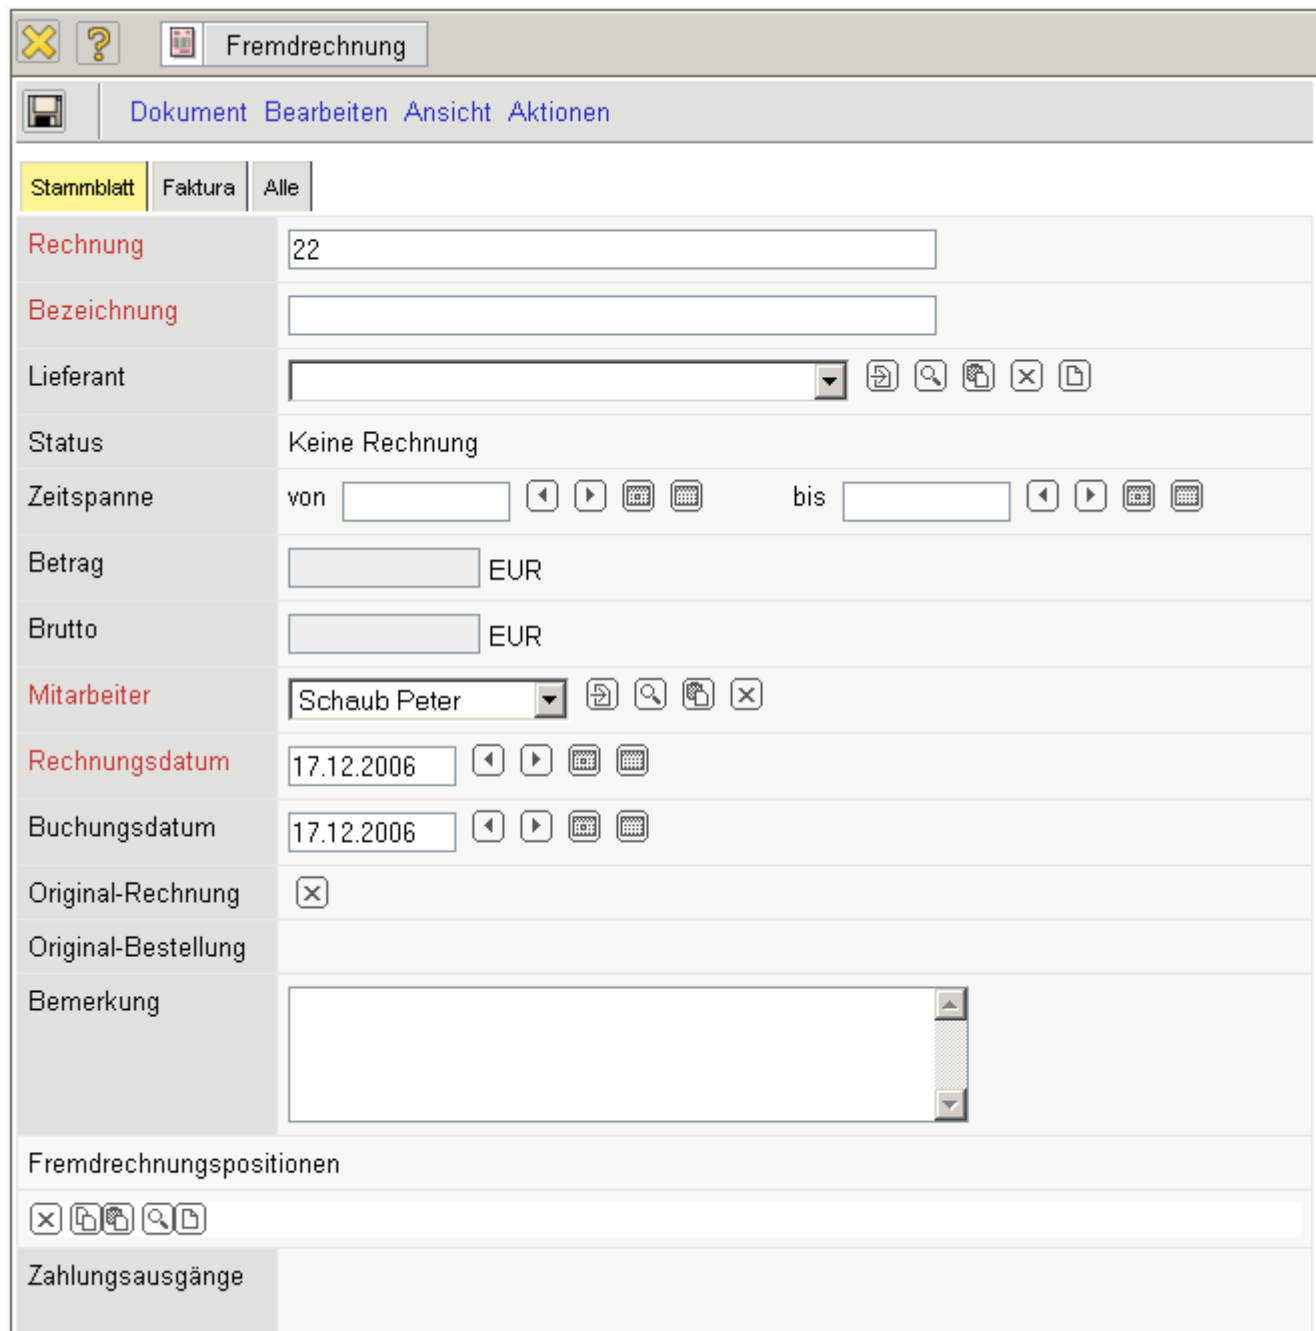 Fremdrechnung
Dokument Bearbeiten Ansicht Aktionen
Stammblatt Faktura Alle
Rechnung 22
Bezeichnung
Lieferant
Status Keine Rechnung
Zeitspanne von bis
Betrag EUR
Brutto EUR
Mitarbeiter Schaub Peter
Rechnungsdatum 17.12.2006
Buchungsdatum 17.12.2006
Original-Rechnung
Original-Bestellung
Bemerkung
Fremdrechnungspositionen
Zahlungsausgänge